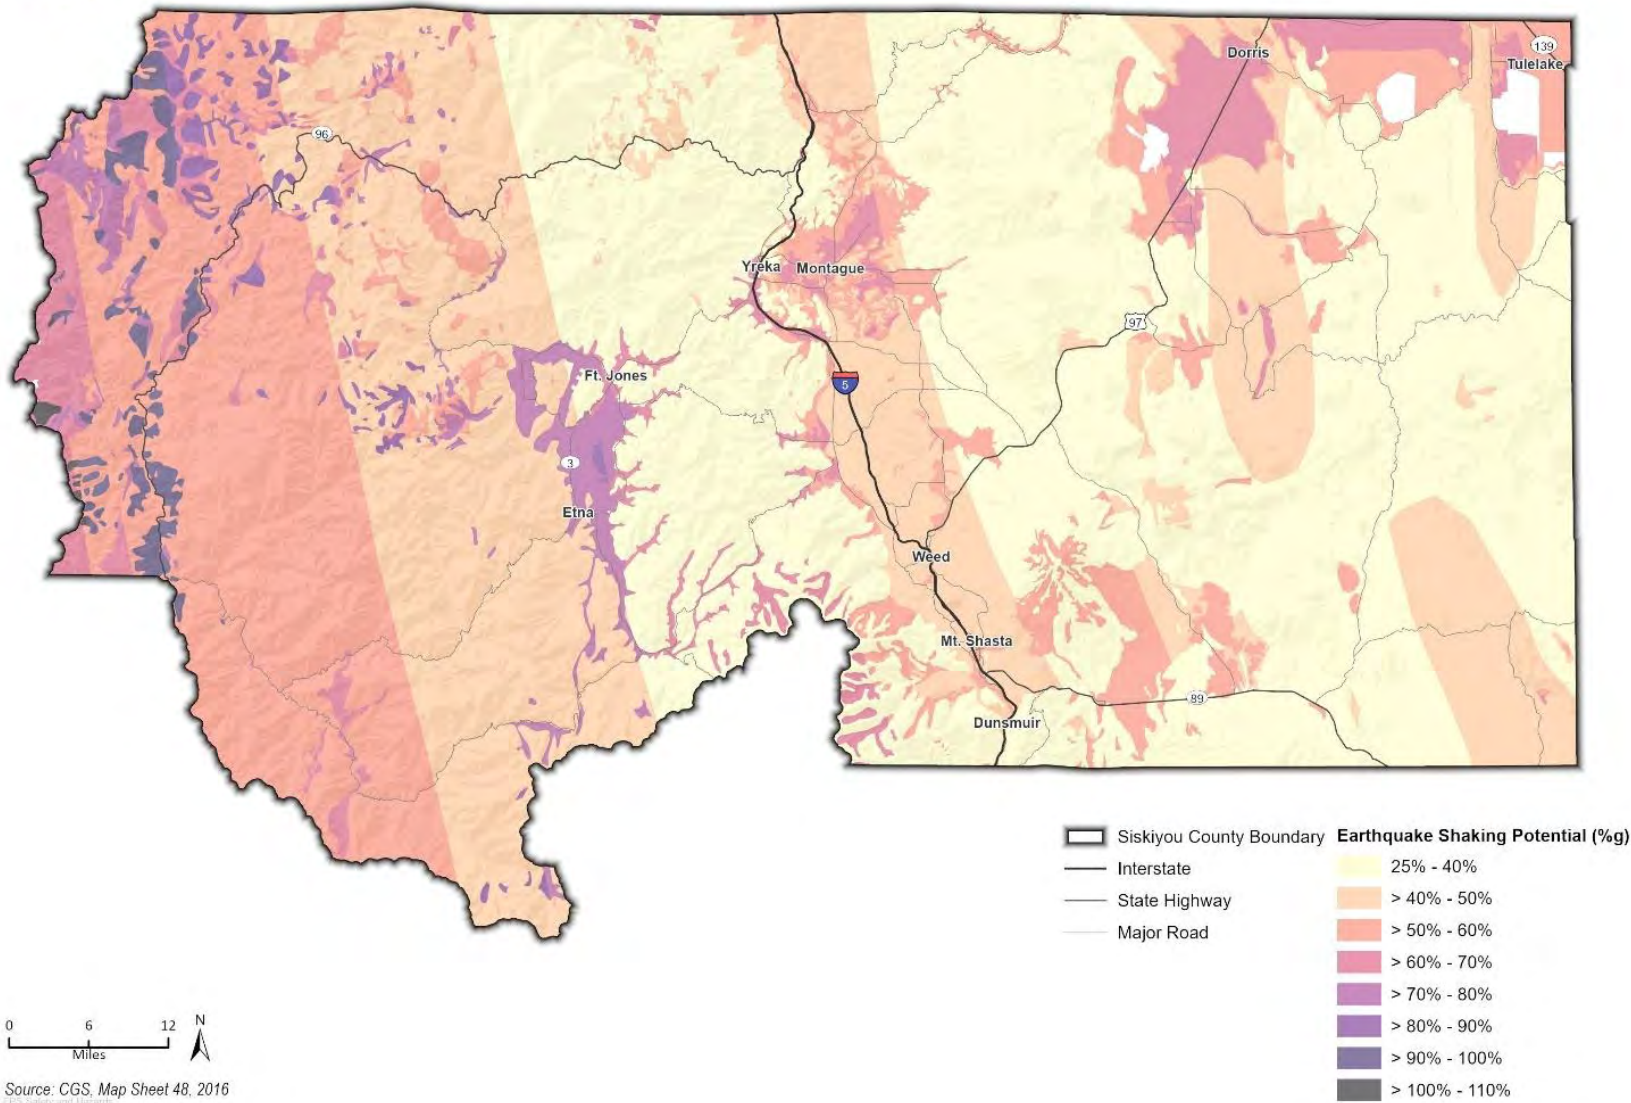 139
Dorris
Tulelake
96
Yreka
Montague
97
Ft. Jones
5
3
Etna
Weed
Mt. Shasta
89
Dunsmuir
Siskiyou County Boundary
Interstate
State Highway
Major Road
Earthquake Shaking Potential (%g)
25% - 40%
> 40% - 50%
> 50% - 60%
> 60% - 70%
> 70% - 80%
> 80% - 90%
> 90% - 100%
> 100% - 110%
0 6 12
Miles
N
Source: CGS, Map Sheet 48, 2016